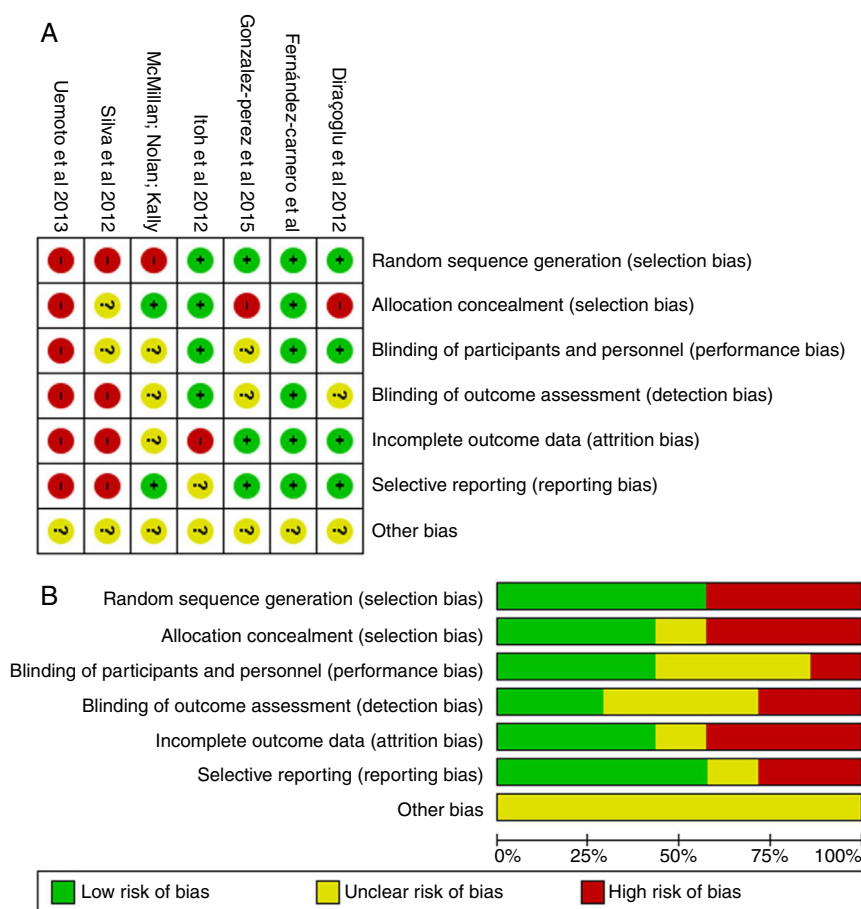 A
Uemoto et al 2013
Silva et al 2012
McMillan; Nolan; Kally
Itoh et al 2012
Gonzalez-perez et al 2015
Fernández-carnero et al
Diraçoglu et al 2012
- - - + + + + Random sequence generation (selection bias)
- ? + + - + - Allocation concealment (selection bias)
- ? ? + ? + + Blinding of participants and personnel (performance bias)
- - ? + ? + ? Blinding of outcome assessment (detection bias)
- - ? - + + + Incomplete outcome data (attrition bias)
- - + ? + + + Selective reporting (reporting bias)
? ? ? ? ? ? ? Other bias
B
Random sequence generation (selection bias)
Allocation concealment (selection bias)
Blinding of participants and personnel (performance bias)
Blinding of outcome assessment (detection bias)
Incomplete outcome data (attrition bias)
Selective reporting (reporting bias)
Other bias
0% 25% 50% 75% 100%
Low risk of bias Unclear risk of bias High risk of bias